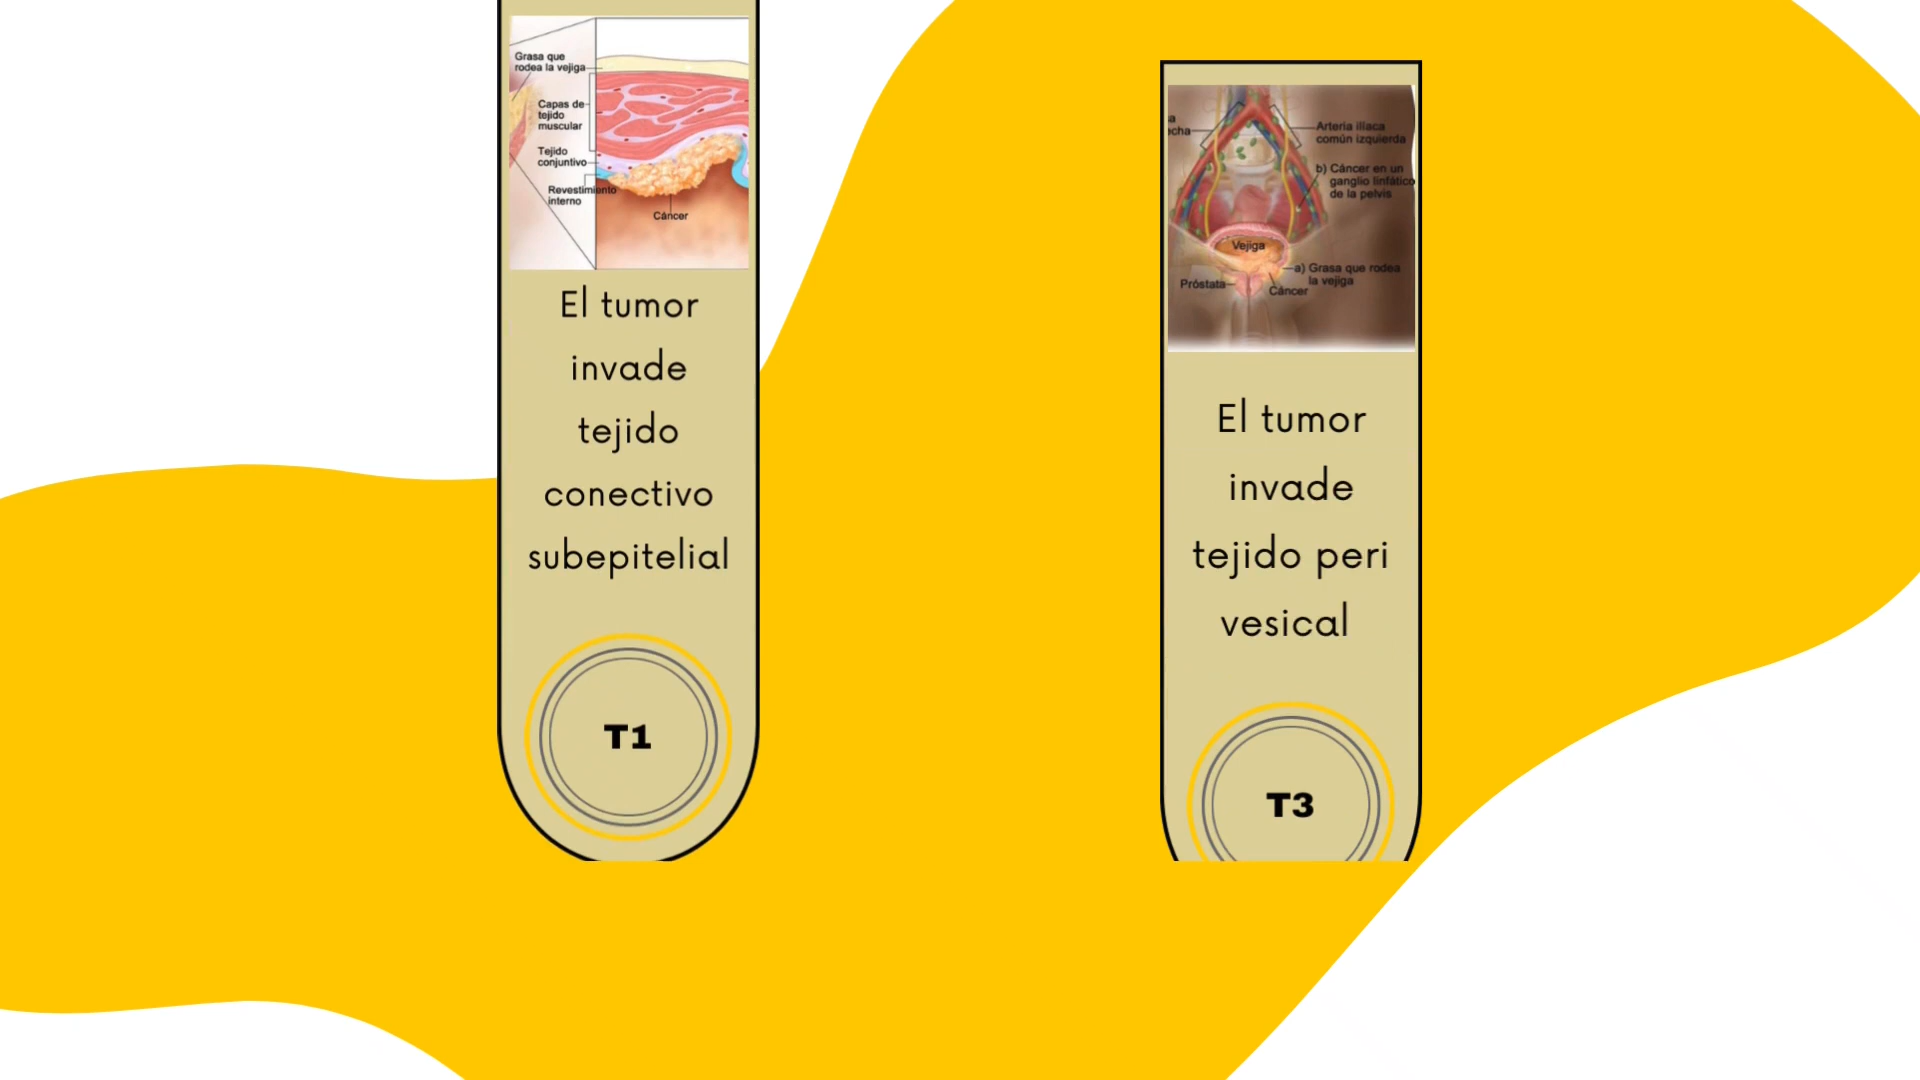 Grasa que
rodea la vejiga
Capas de
tejido
muscular
Tejido
conjuntivo
Revestimiento
interno
Cáncer
El tumor
invade
tejido
conectivo
subepitelial
T1
Arteria ilíaca
común izquierda
b) Cáncer en un
ganglio linfático
de la pelvis
Vejiga
a) Grasa que rodea
la vejiga
Próstata
Cáncer
El tumor
invade
tejido peri
vesical
T3